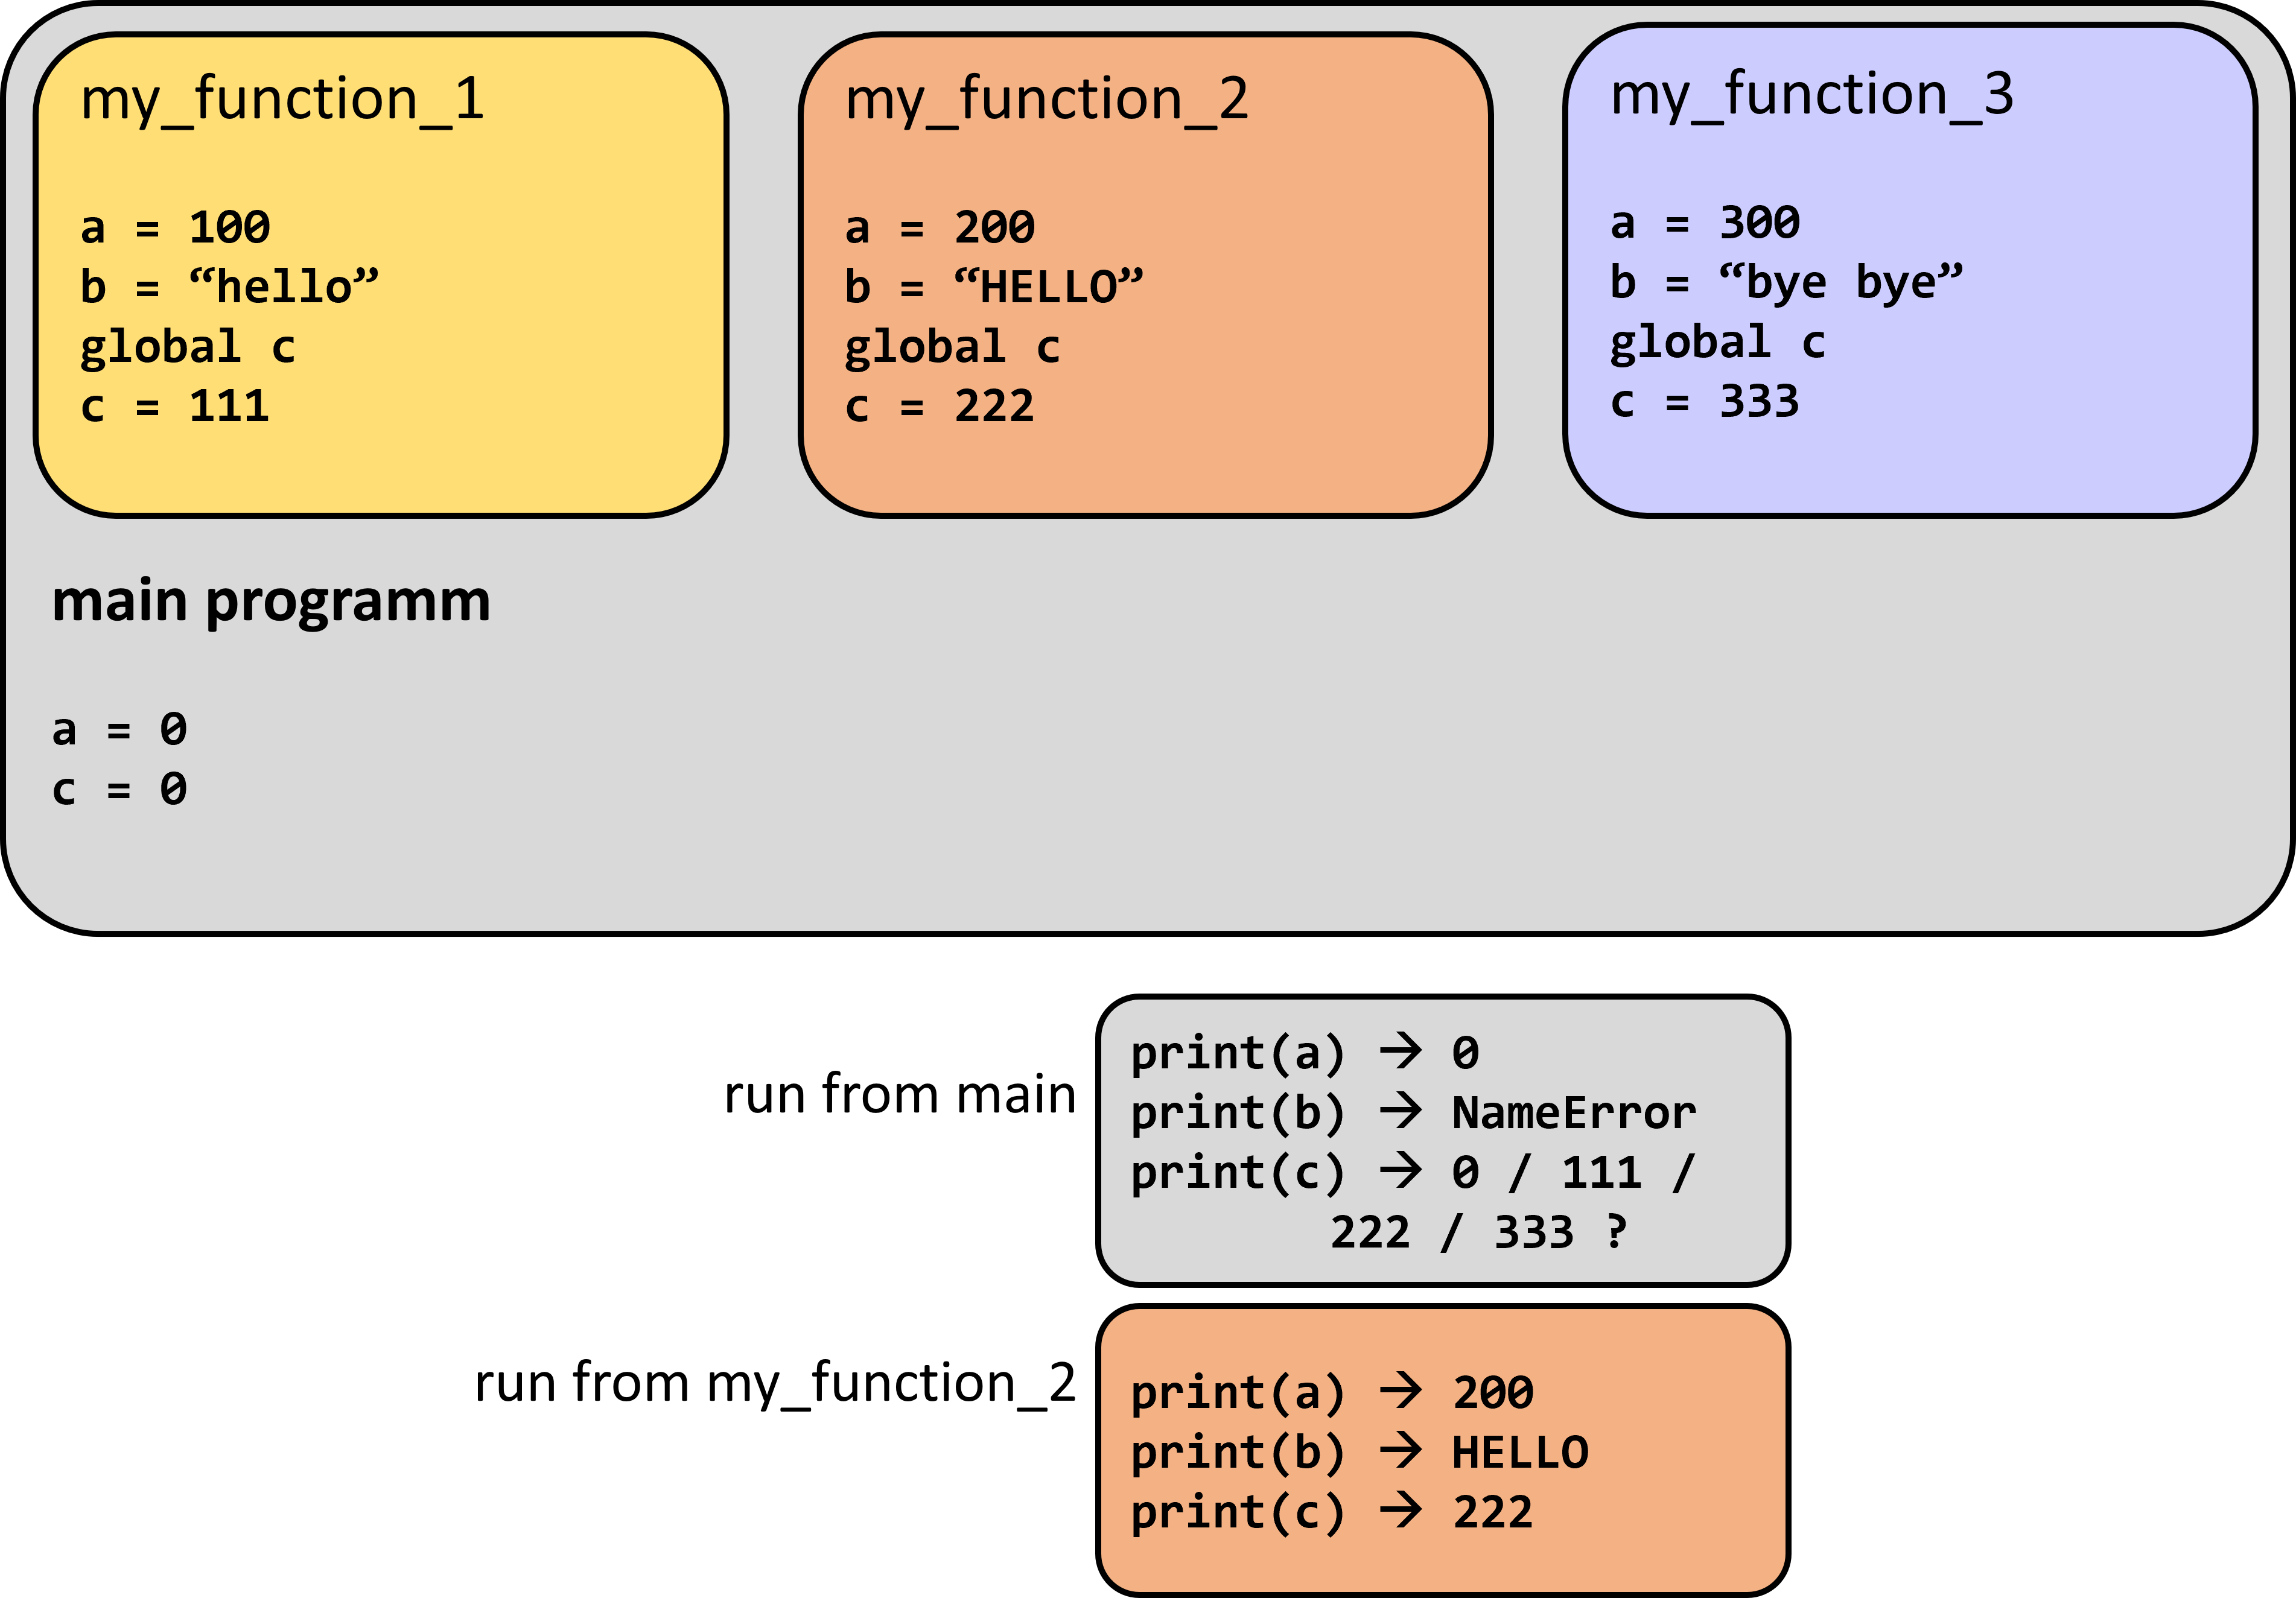 my_function_1
a = 100
b = “hello”
global c
c = 111
my_function_2
a = 200
b = “HELLO”
global c
c = 222
my_function_3
a = 300
b = “bye bye”
global c
c = 333
main programm
a = 0
c = 0
run from main
print(a) → 0
print(b) → NameError
print(c) → 0 / 111 /
222 / 333 ?
run from my_function_2
print(a) → 200
print(b) → HELLO
print(c) → 222